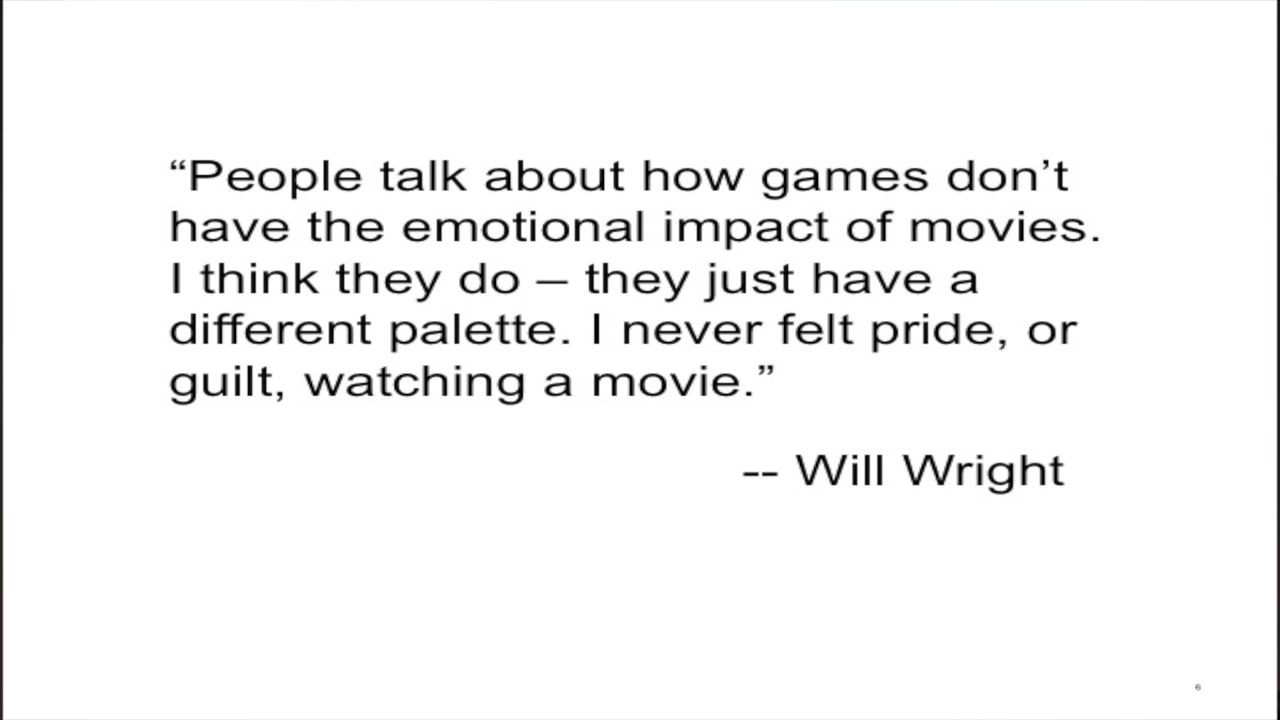 “People talk about how games don’t
have the emotional impact of movies.
I think they do – they just have a
different palette. I never felt pride, or
guilt, watching a movie.”
-- Will Wright
6